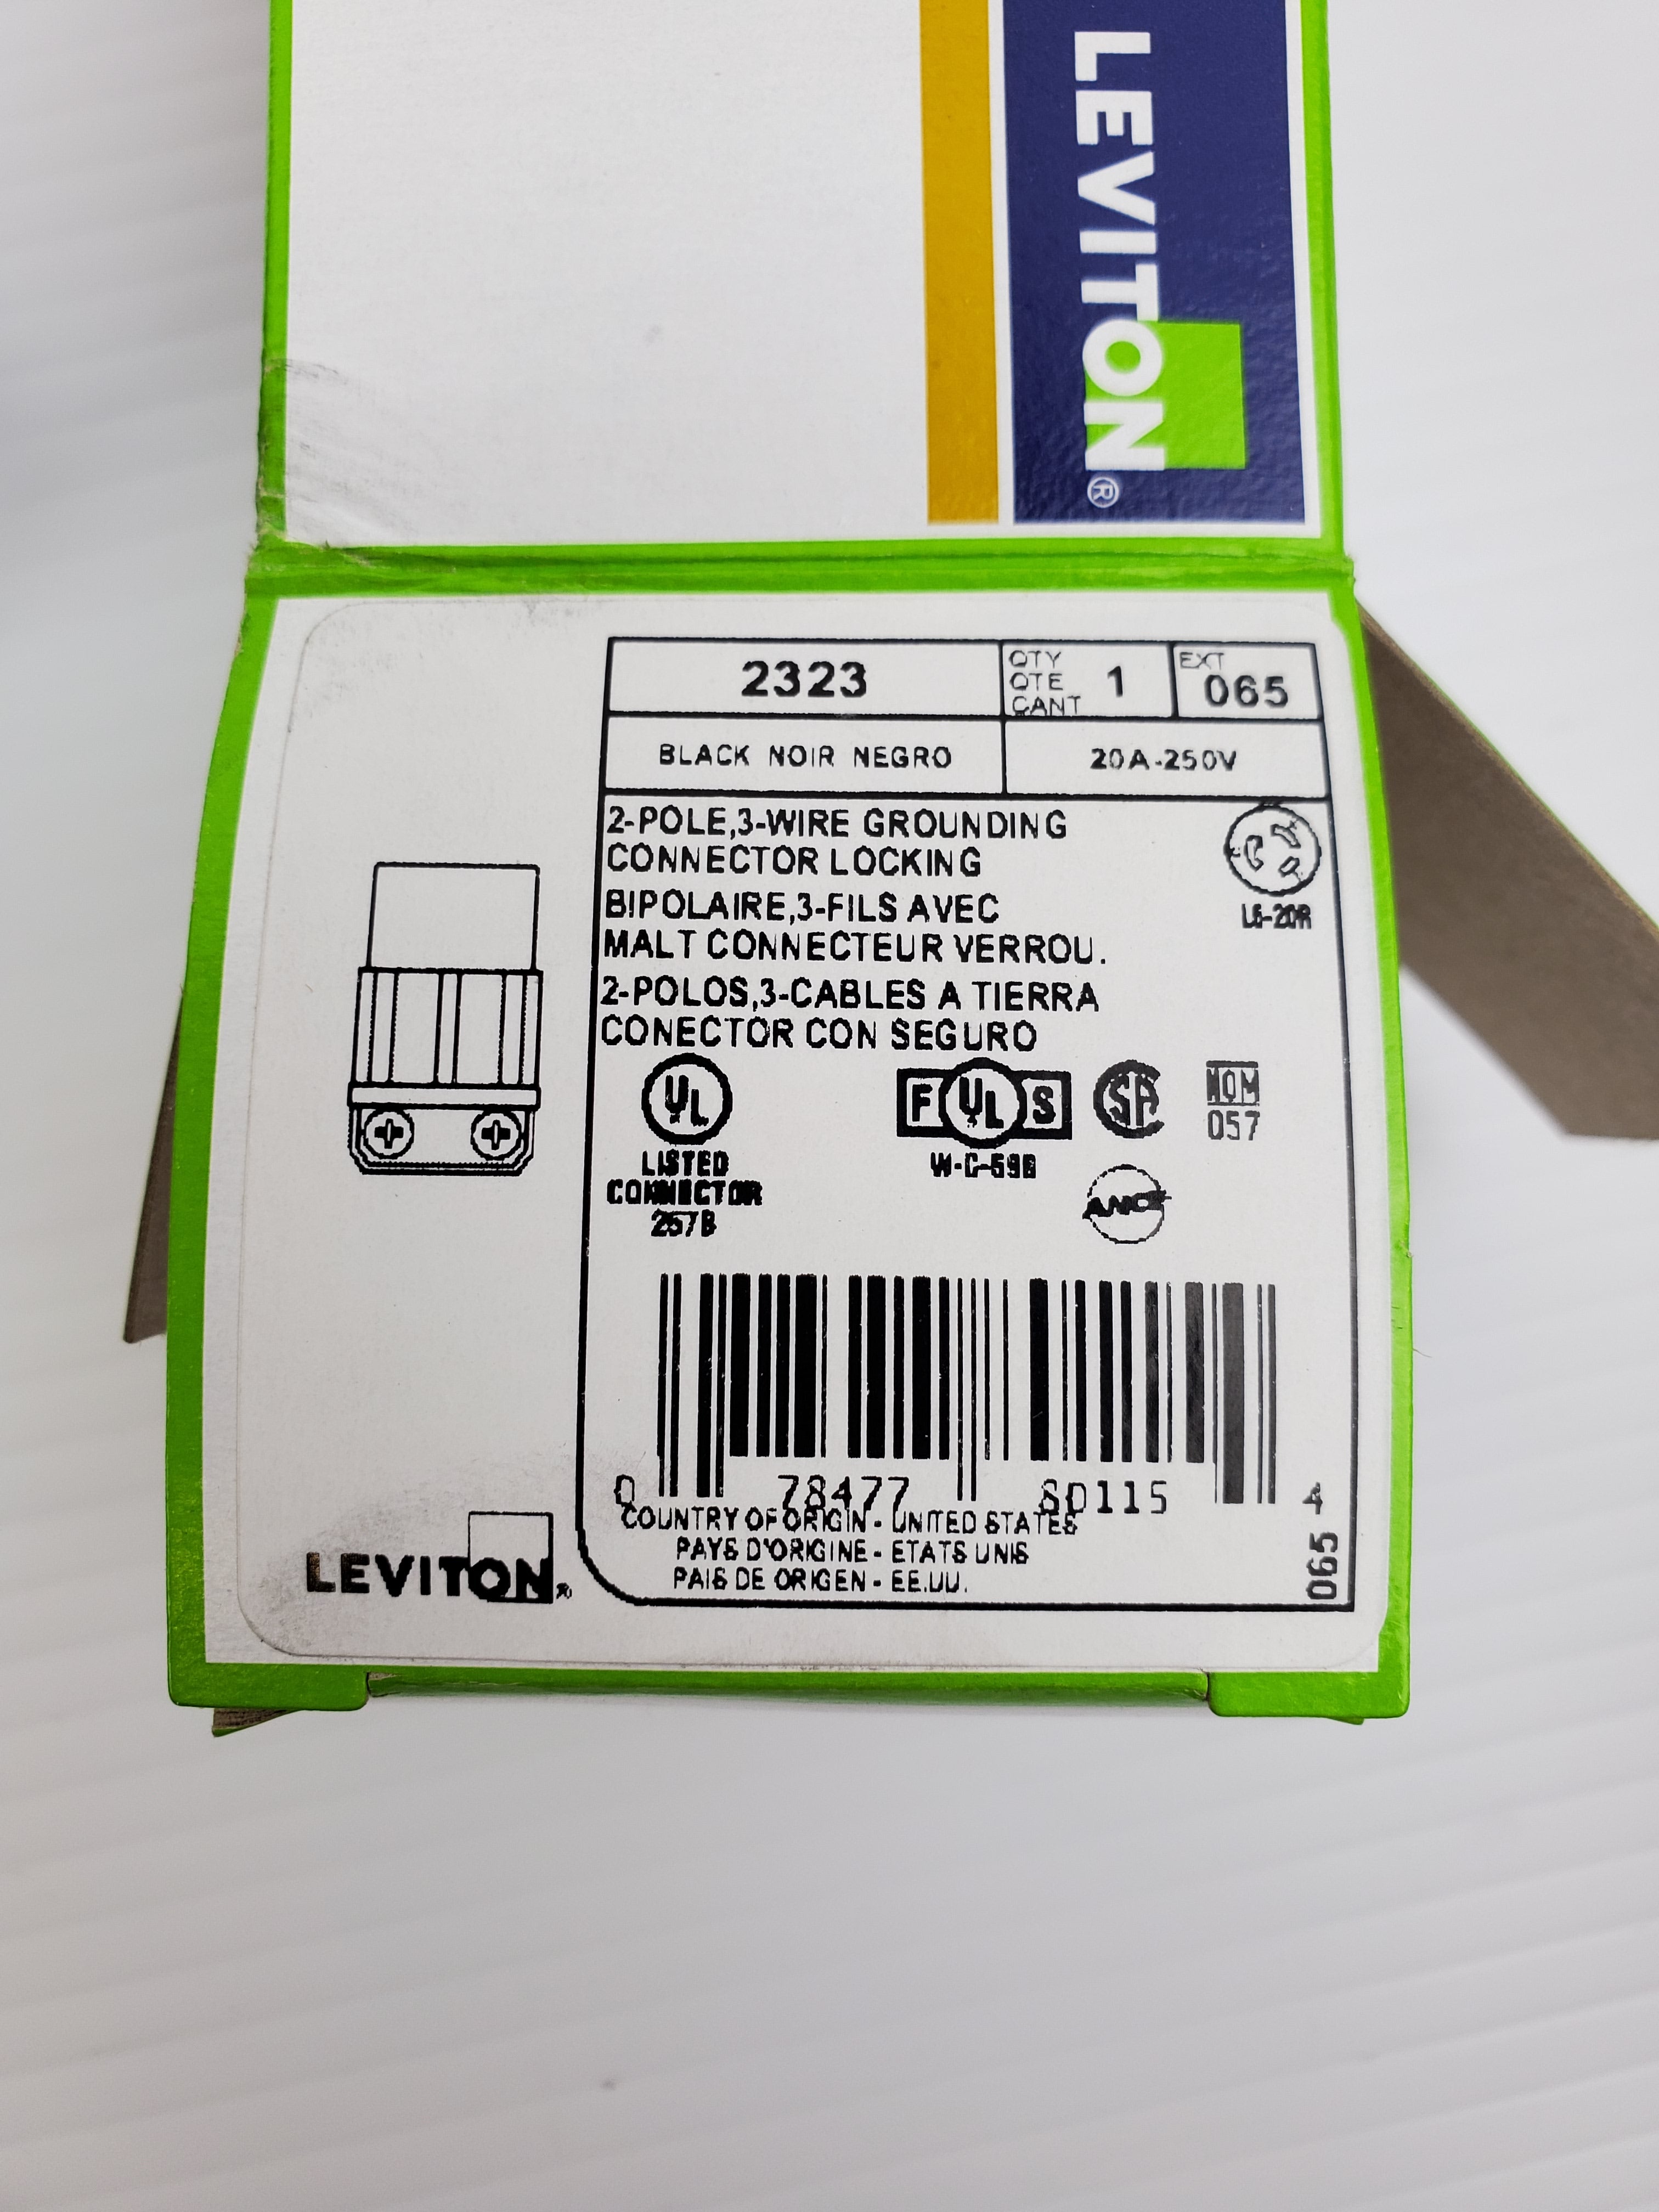 LEVITON®
2323
QTY
QTE
CANT
1
EXT
065
BLACK NOIR NEGRO
20A-250V
2-POLE,3-WIRE GROUNDING
CONNECTOR LOCKING
BIPOLAIRE,3-FILS AVEC
MALT CONNECTEUR VERROU.
2-POLOS,3-CABLES A TIERRA
CONECTOR CON SEGURO
L6-20R
UL
LISTED
CONNECTOR
257B
F UL S
W-C-596
SA
NOM
057
ANCE
0 78477 80115 4
COUNTRY OF ORIGIN - UNITED STATES
PAYS D'ORIGINE - ETATS UNIS
PAIS DE ORIGEN - EE.UU.
065
LEVITON®